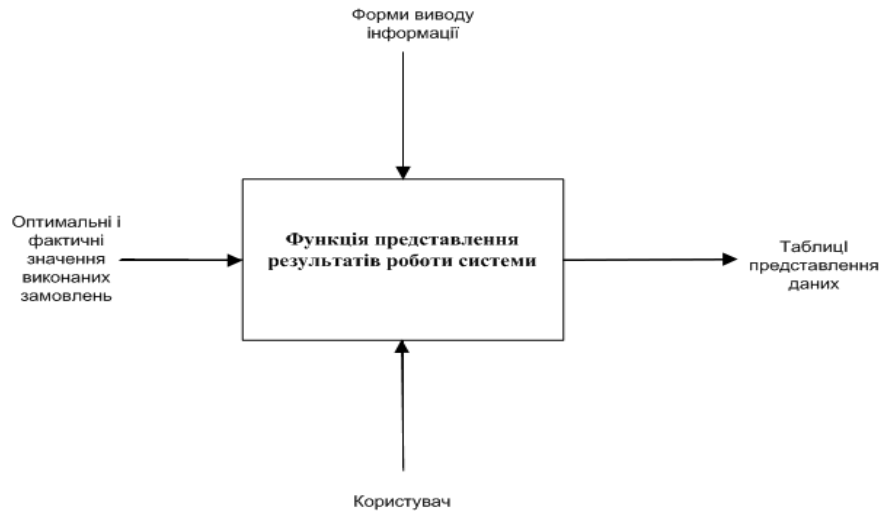 Форми виводу
інформації
Оптимальні і
фактичні
значення
виконаних
замовлень
Функція представлення
результатів роботи системи
ТаблицІ
представлення
даних
Користувач